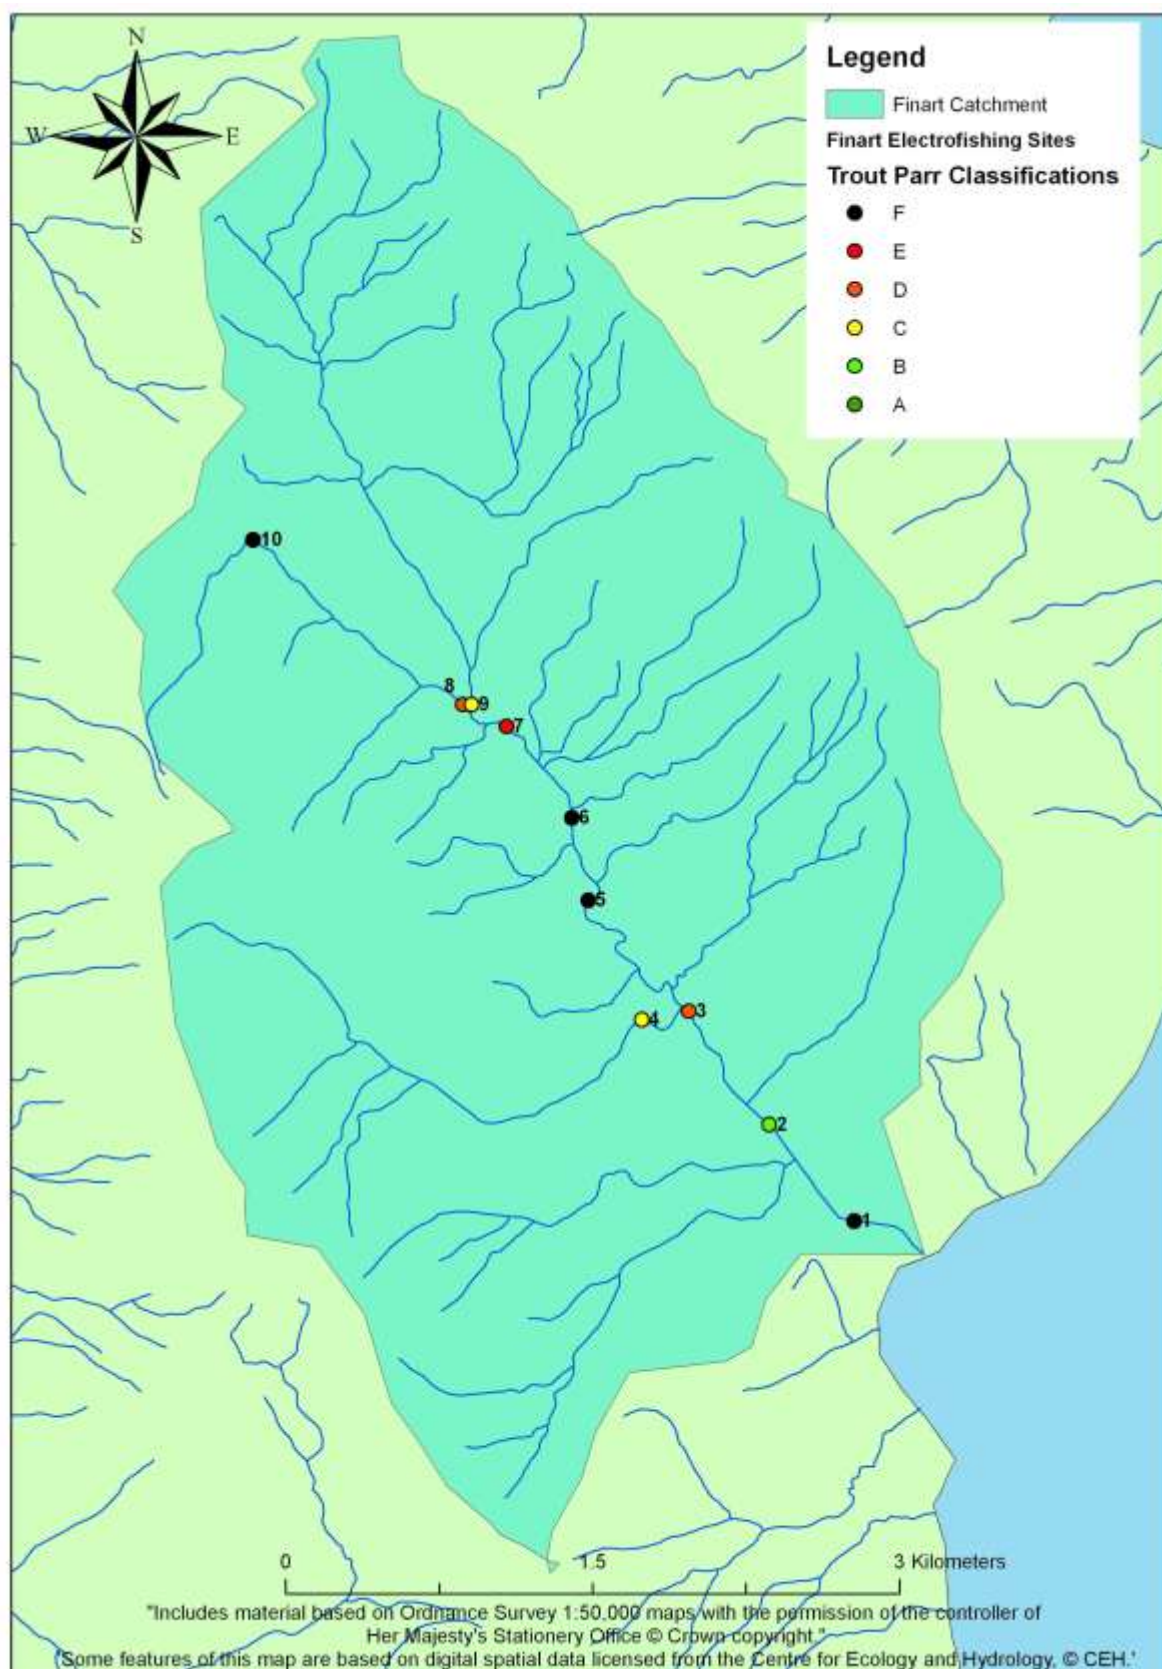 N
W
E
S
Legend
Finart Catchment
Finart Electrofishing Sites
Trout Parr Classifications
F
E
D
C
B
A
10
8
9
7
6
5
4
3
2
1
0
1.5
3 Kilometers
"Includes material based on Ordnance Survey 1:50,000 maps with the permission of the controller of
Her Majesty's Stationery Office © Crown copyright."
'Some features of this map are based on digital spatial data licensed from the Centre for Ecology and Hydrology, © CEH.'